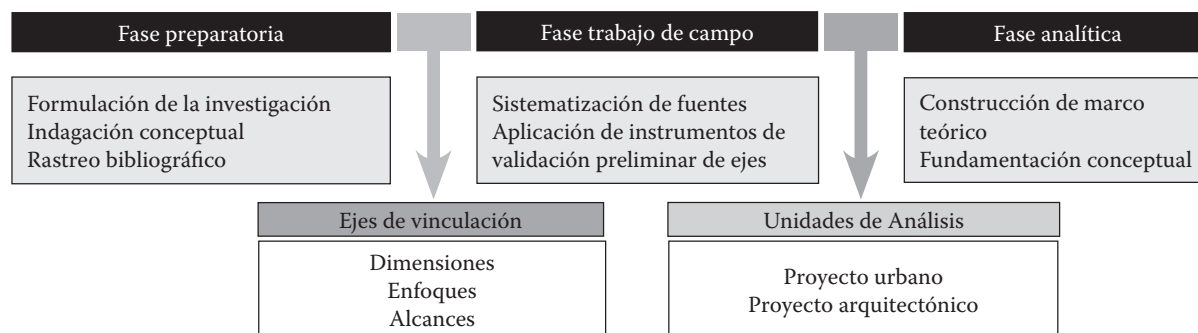 Fase preparatoria
Formulación de la investigación
Indagación conceptual
Rastreo bibliográfico
Fase trabajo de campo
Sistematización de fuentes
Aplicación de instrumentos de
validación preliminar de ejes
Fase analítica
Construcción de marco
teórico
Fundamentación conceptual
Ejes de vinculación
Dimensiones
Enfoques
Alcances
Unidades de Análisis
Proyecto urbano
Proyecto arquitectónico